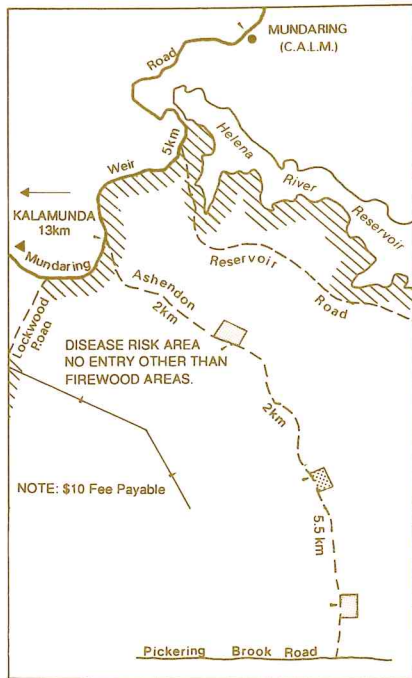 MUNDARING
(C.A.L.M.)
Road
Helena
River
Reservoir
5km
Weir
KALAMUNDA
13km
Mundaring
Reservoir
Road
Ashendon
2km
Lockwood
Road
DISEASE RISK AREA
NO ENTRY OTHER THAN
FIREWOOD AREAS.
2km
NOTE: $10 Fee Payable
5.5 km
Pickering Brook Road